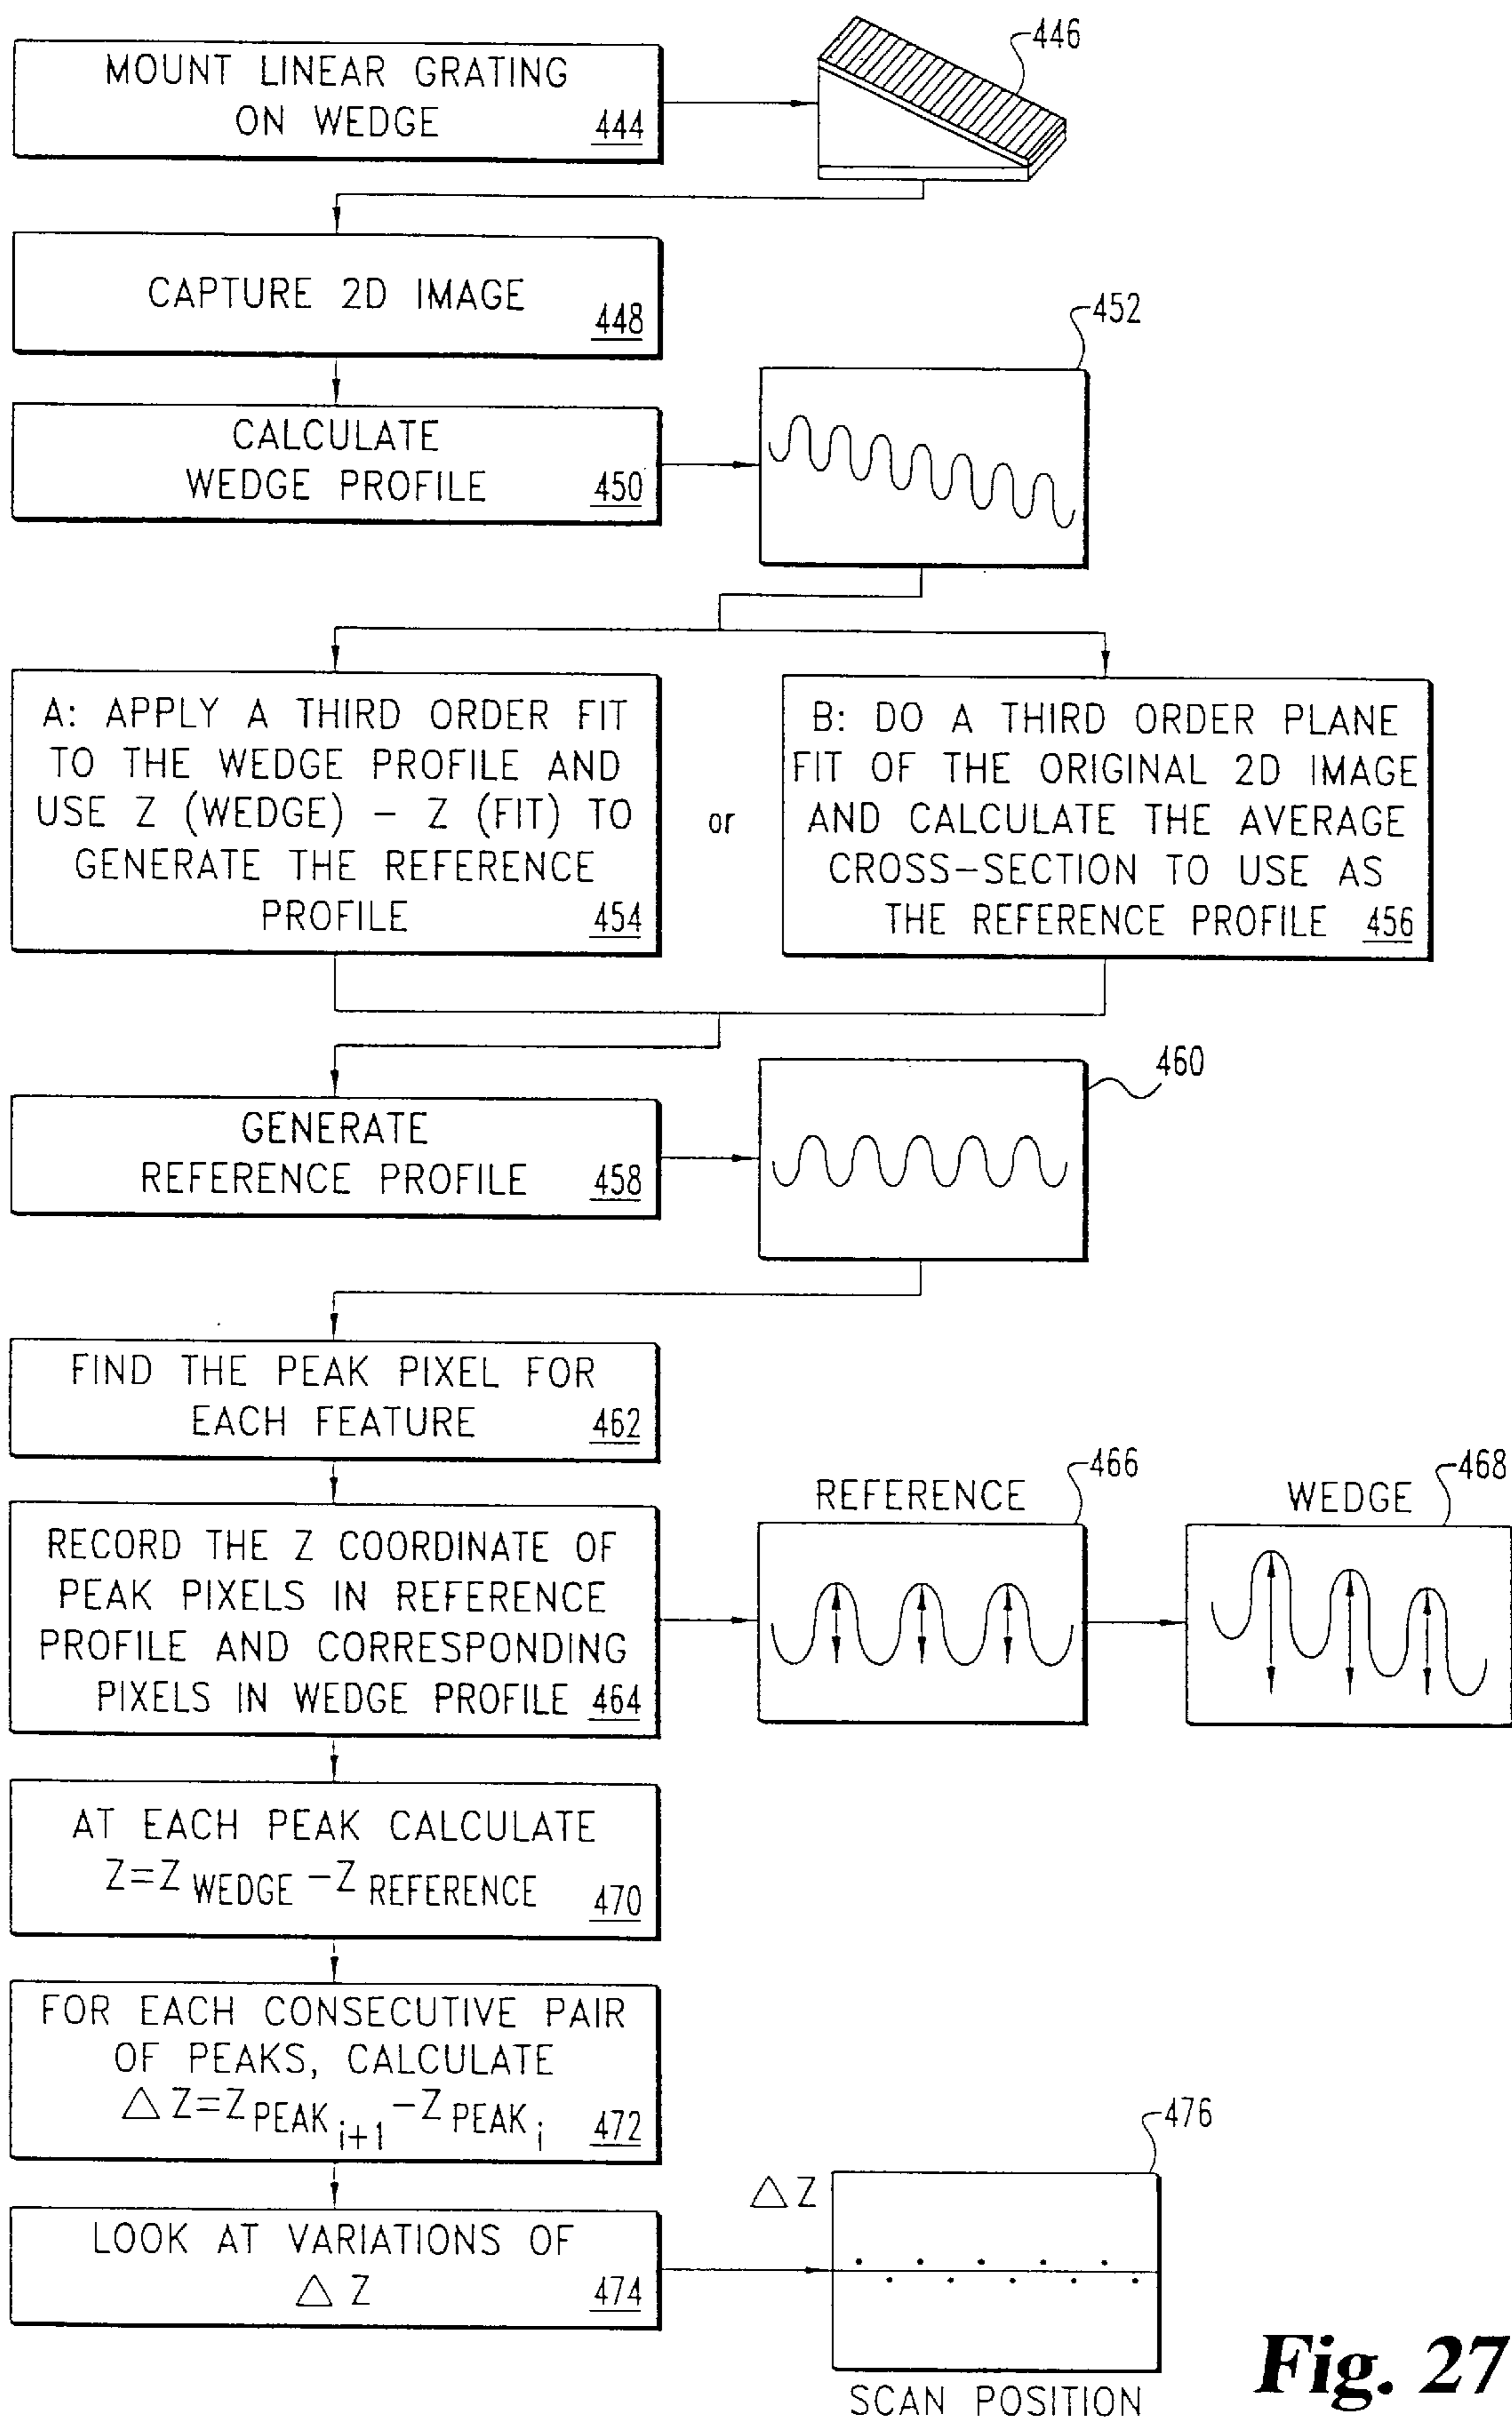 MOUNT LINEAR GRATING
ON WEDGE 444
446
CAPTURE 2D IMAGE 448
CALCULATE
WEDGE PROFILE 450
452
A: APPLY A THIRD ORDER FIT
TO THE WEDGE PROFILE AND
USE Z (WEDGE) – Z (FIT) TO
GENERATE THE REFERENCE
PROFILE 454
or
B: DO A THIRD ORDER PLANE
FIT OF THE ORIGINAL 2D IMAGE
AND CALCULATE THE AVERAGE
CROSS–SECTION TO USE AS
THE REFERENCE PROFILE 456
GENERATE
REFERENCE PROFILE 458
460
FIND THE PEAK PIXEL FOR
EACH FEATURE 462
RECORD THE Z COORDINATE OF
PEAK PIXELS IN REFERENCE
PROFILE AND CORRESPONDING
PIXELS IN WEDGE PROFILE 464
REFERENCE 466
WEDGE 468
AT EACH PEAK CALCULATE
Z=Z WEDGE –Z REFERENCE 470
FOR EACH CONSECUTIVE PAIR
OF PEAKS, CALCULATE
△ Z=Z PEAK i+1 –Z PEAK i 472
LOOK AT VARIATIONS OF
△ Z 474
476
△ Z
SCAN POSITION
Fig. 27